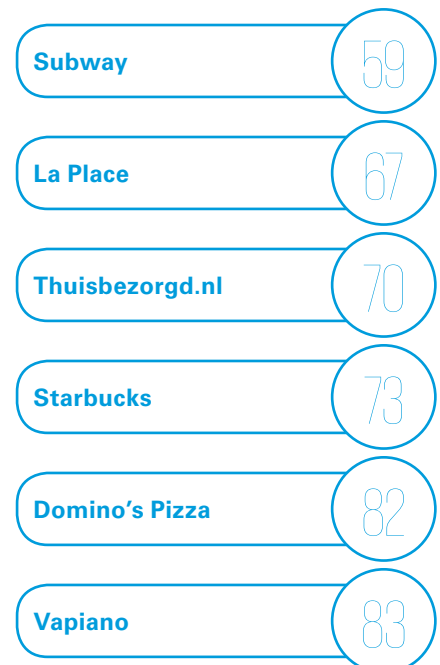 Subway 59
La Place 67
Thuisbezorgd.nl 70
Starbucks 73
Domino's Pizza 82
Vapiano 83